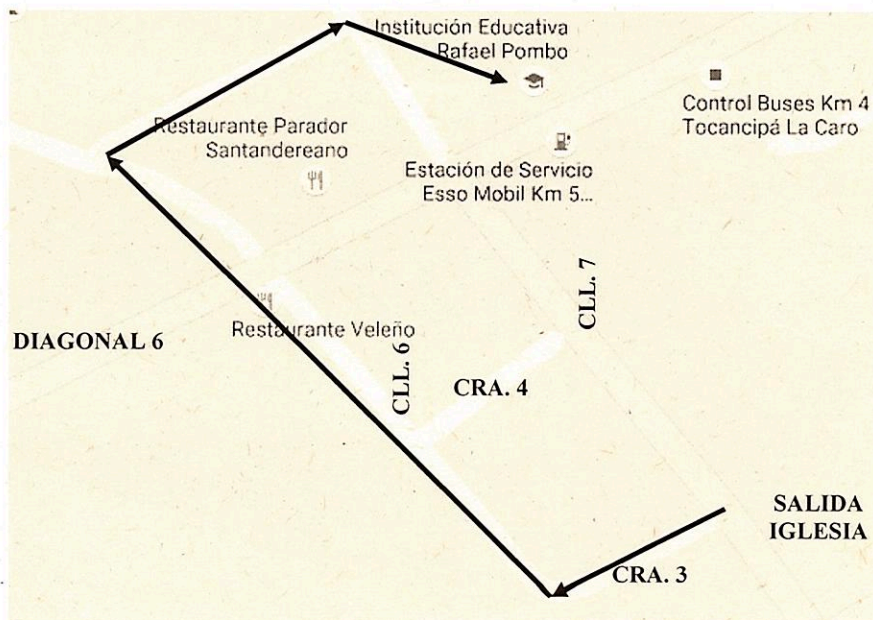 Institución Educativa
Rafael Pombo
Control Buses Km 4
Tocancipá La Caro
Restaurante Parador
Santandereano
Estación de Servicio
Esso Mobil Km 5...
CLL. 7
Restaurante Veleño
DIAGONAL 6
CLL. 6
CRA. 4
SALIDA
IGLESIA
CRA. 3